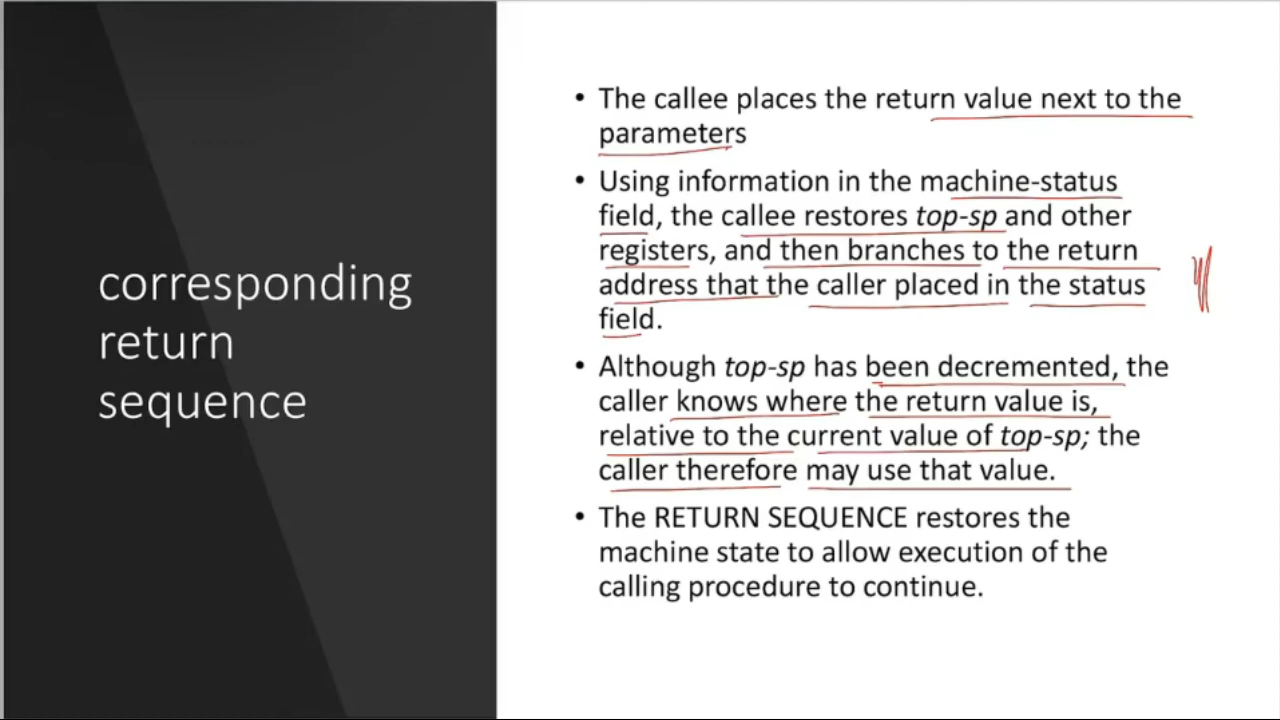 corresponding
return
sequence
• The callee places the return value next to the
parameters
• Using information in the machine-status
field, the callee restores top-sp and other
registers, and then branches to the return
address that the caller placed in the status
field.
• Although top-sp has been decremented, the
caller knows where the return value is,
relative to the current value of top-sp; the
caller therefore may use that value.
• The RETURN SEQUENCE restores the
machine state to allow execution of the
calling procedure to continue.